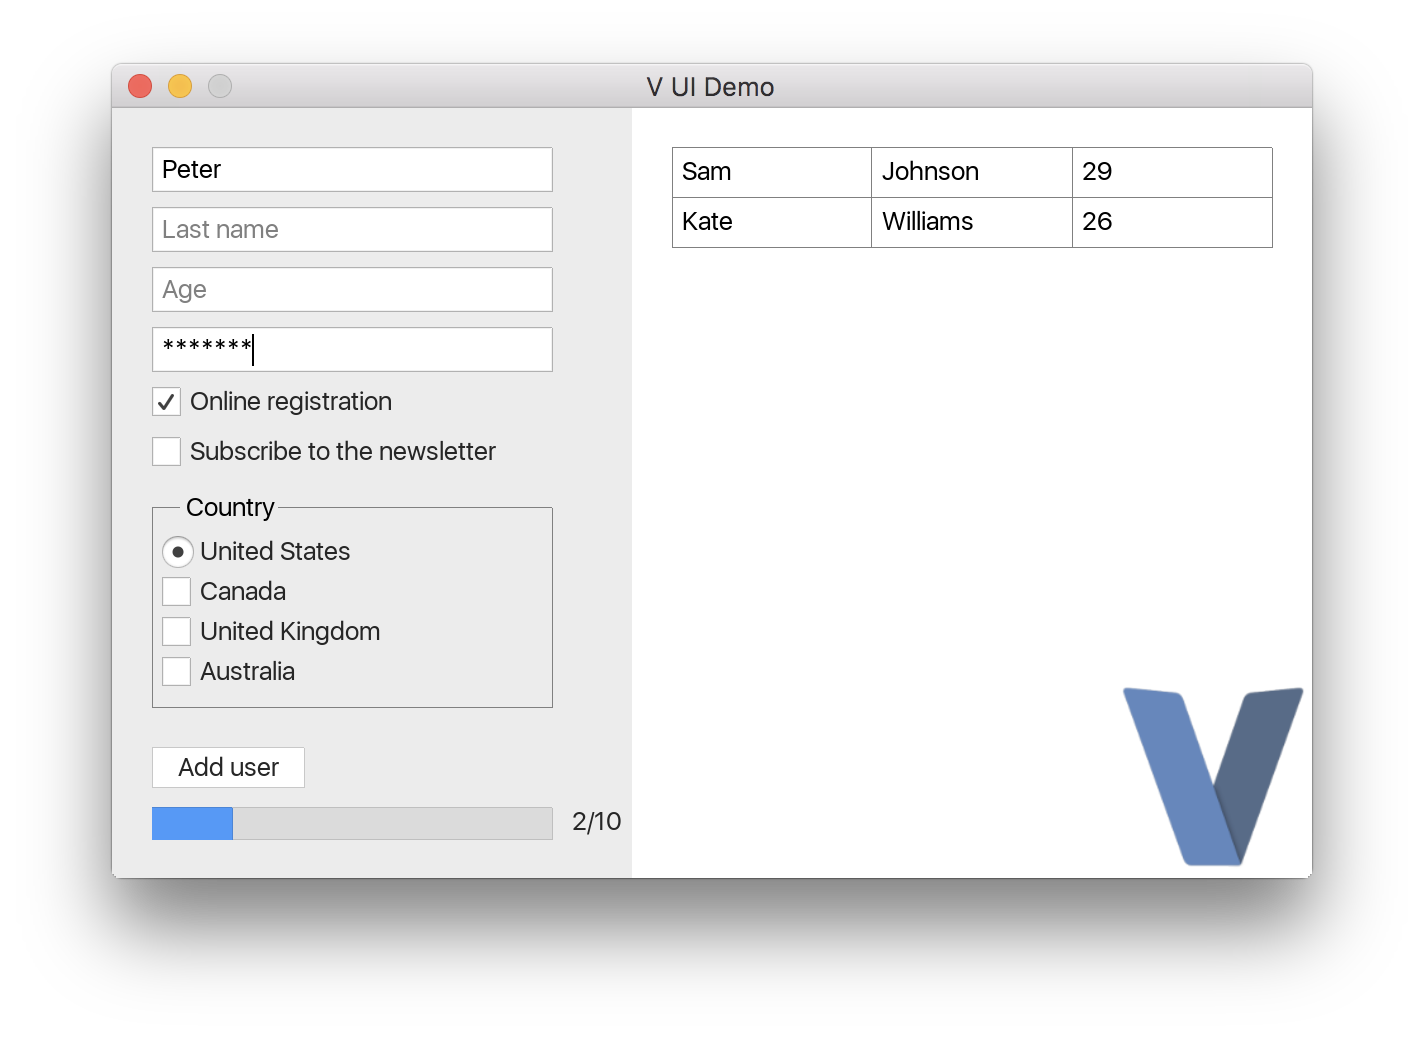 V UI Demo
Peter
Last name
Age
*******
Online registration
Subscribe to the newsletter
Country
United States
Canada
United Kingdom
Australia
Add user
2/10
Sam Johnson 29
Kate Williams 26